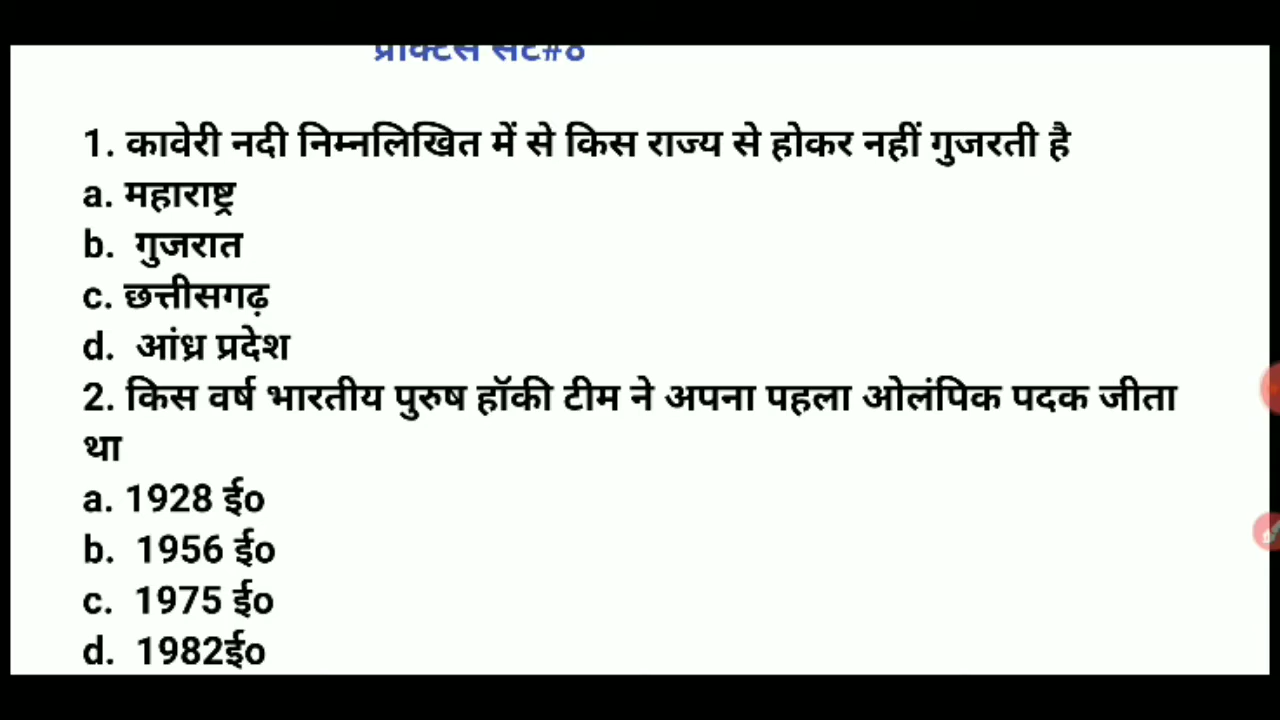 प्रैक्टिस सेट#8
1. कावेरी नदी निम्नलिखित में से किस राज्य से होकर नहीं गुजरती है
a. महाराष्ट्र
b. गुजरात
c. छत्तीसगढ़
d. आंध्र प्रदेश
2. किस वर्ष भारतीय पुरुष हॉकी टीम ने अपना पहला ओलंपिक पदक जीता
था
a. 1928 ई०
b. 1956 ई०
c. 1975 ई०
d. 1982ई०